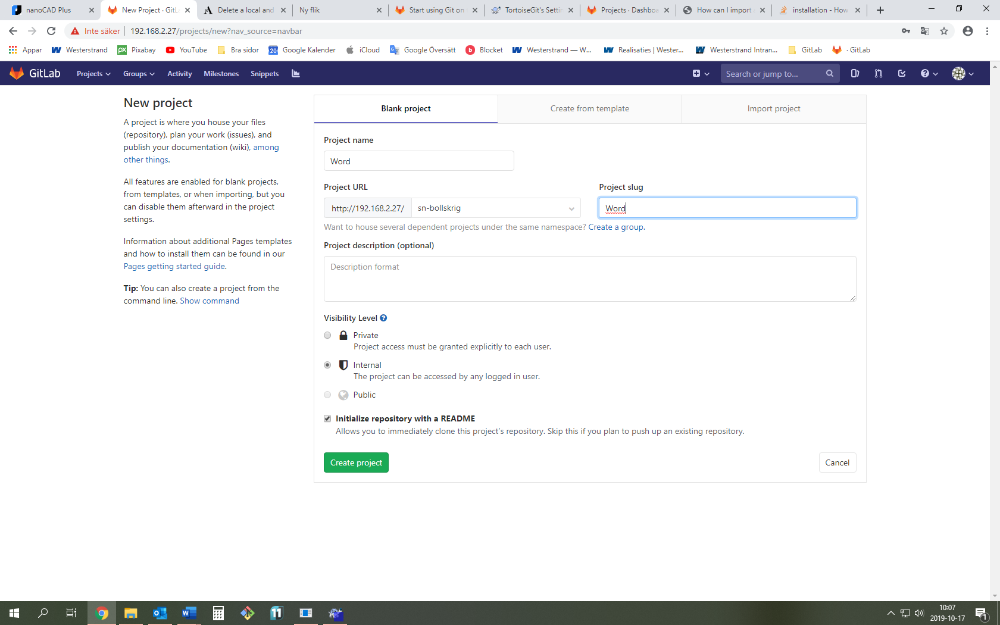 nanoCAD Plus
New Project · GitL
Delete a local and
Ny flik
Start using Git on
TortoiseGit's Settin
Projects · Dashboa
How can I import
installation - How
Inte säker
192.168.2.27/projects/new?nav_source=navbar
Appar
Westerstrand
Pixabay
YouTube
Bra sidor
20
Google Kalender
iCloud
Google Översätt
Blocket
Westerstrand — W...
Realisaties | Wester...
Westerstrand Intran...
GitLab
· GitLab
GitLab
Projects
Groups
Activity
Milestones
Snippets
Search or jump to...
New project
A project is where you house your files
(repository), plan your work (issues), and
publish your documentation (wiki), among
other things.
All features are enabled for blank projects,
from templates, or when importing, but you
can disable them afterward in the project
settings.
Information about additional Pages templates
and how to install them can be found in our
Pages getting started guide.
Tip: You can also create a project from the
command line. Show command
Blank project
Create from template
Import project
Project name
Word
Project URL
Project slug
http://192.168.2.27/
sn-bollskrig
Word
Want to house several dependent projects under the same namespace? Create a group.
Project description (optional)
Description format
Visibility Level
Private
Project access must be granted explicitly to each user.
Internal
The project can be accessed by any logged in user.
Public
Initialize repository with a README
Allows you to immediately clone this project's repository. Skip this if you plan to push up an existing repository.
Create project
Cancel
10:07
2019-10-17
1